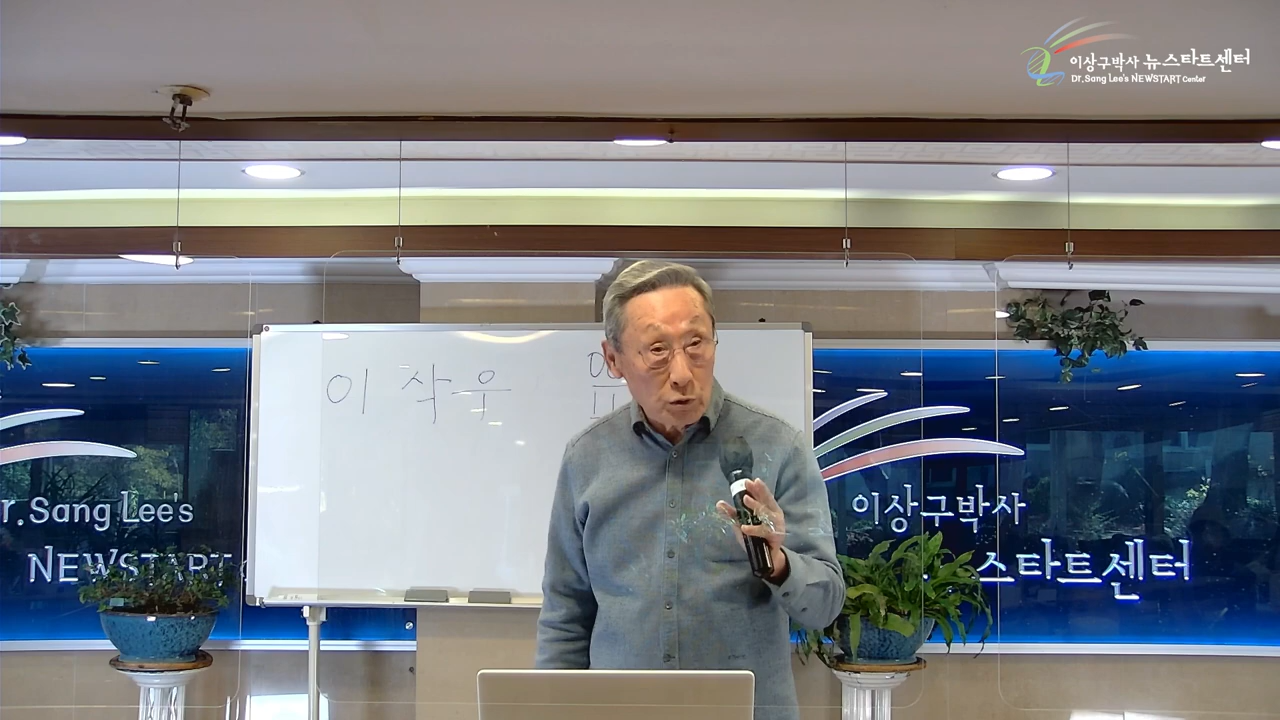 이상구박사 뉴스타트센터
Dr. Sang Lee's NEWSTART Center
이 삭 우
r. Sang Lee's
NEWSTART
이상구박사
스타트센터